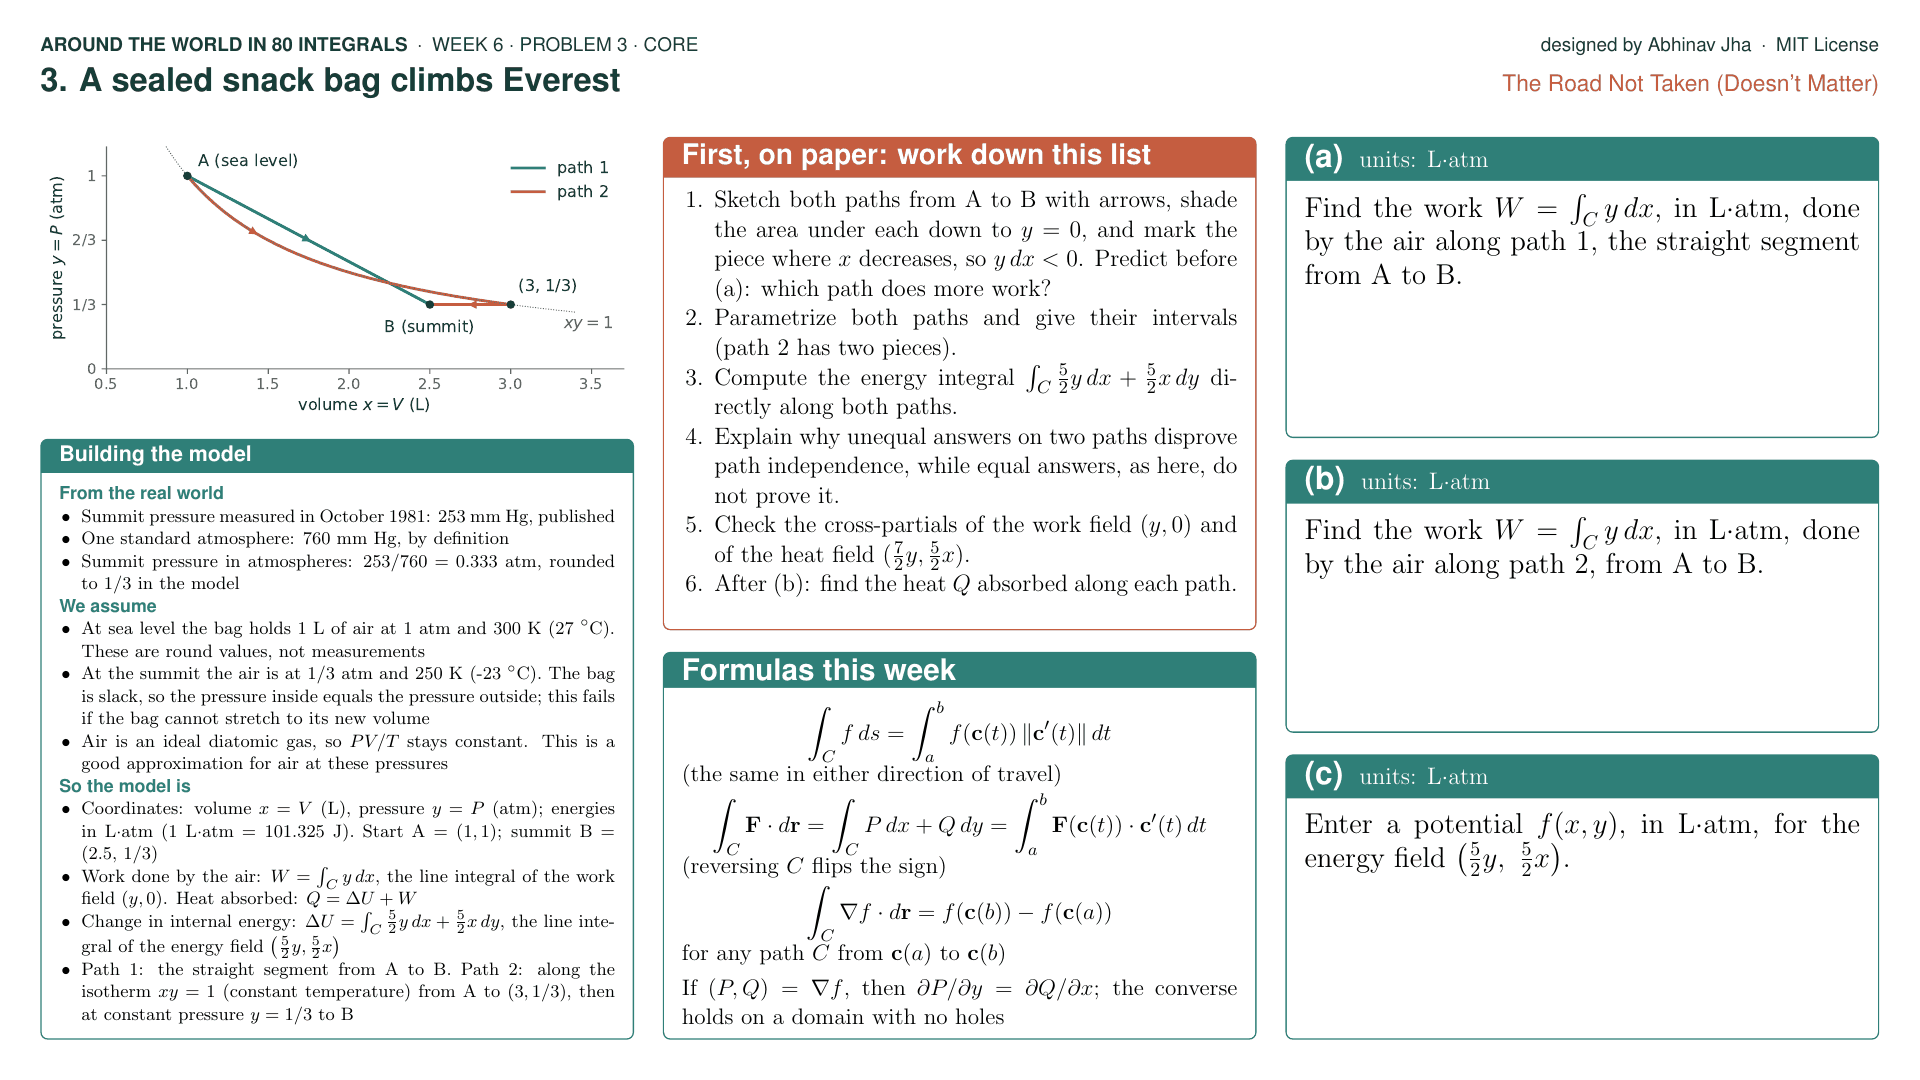 AROUND THE WORLD IN 80 INTEGRALS · WEEK 6 · PROBLEM 3 · CORE
designed by Abhinav Jha · MIT License
3. A sealed snack bag climbs Everest
The Road Not Taken (Doesn't Matter)
A (sea level)
path 1
path 2
(3, 1/3)
B (summit)
xy = 1
pressure y = P (atm)
1
2/3
1/3
0
0.5 1.0 1.5 2.0 2.5 3.0 3.5
volume x = V (L)
Building the model
From the real world
• Summit pressure measured in October 1981: 253 mm Hg, published
• One standard atmosphere: 760 mm Hg, by definition
• Summit pressure in atmospheres: 253/760 = 0.333 atm, rounded
to 1/3 in the model
We assume
• At sea level the bag holds 1 L of air at 1 atm and 300 K (27 °C).
These are round values, not measurements
• At the summit the air is at 1/3 atm and 250 K (-23 °C). The bag
is slack, so the pressure inside equals the pressure outside; this fails
if the bag cannot stretch to its new volume
• Air is an ideal diatomic gas, so PV/T stays constant. This is a
good approximation for air at these pressures
So the model is
• Coordinates: volume x = V (L), pressure y = P (atm); energies
in L·atm (1 L·atm = 101.325 J). Start A = (1, 1); summit B =
(2.5, 1/3)
• Work done by the air: W = ∫_C y dx, the line integral of the work
field (y, 0). Heat absorbed: Q = ΔU + W
• Change in internal energy: ΔU = ∫_C 5/2 y dx + 5/2 x dy, the line inte-
gral of the energy field (5/2 y, 5/2 x)
• Path 1: the straight segment from A to B. Path 2: along the
isotherm xy = 1 (constant temperature) from A to (3, 1/3), then
at constant pressure y = 1/3 to B
First, on paper: work down this list
1. Sketch both paths from A to B with arrows, shade
the area under each down to y = 0, and mark the
piece where x decreases, so y dx < 0. Predict before
(a): which path does more work?
2. Parametrize both paths and give their intervals
(path 2 has two pieces).
3. Compute the energy integral ∫_C 5/2 y dx + 5/2 x dy di-
rectly along both paths.
4. Explain why unequal answers on two paths disprove
path independence, while equal answers, as here, do
not prove it.
5. Check the cross-partials of the work field (y, 0) and
of the heat field (7/2 y, 5/2 x).
6. After (b): find the heat Q absorbed along each path.
Formulas this week
∫_C f ds = ∫_a^b f(c(t)) ‖c′(t)‖ dt
(the same in either direction of travel)
∫_C F · dr = ∫_C P dx + Q dy = ∫_a^b F(c(t)) · c′(t) dt
(reversing C flips the sign)
∫_C ∇f · dr = f(c(b)) − f(c(a))
for any path C from c(a) to c(b)
If (P, Q) = ∇f, then ∂P/∂y = ∂Q/∂x; the converse
holds on a domain with no holes
(a) units: L·atm
Find the work W = ∫_C y dx, in L·atm, done
by the air along path 1, the straight segment
from A to B.
(b) units: L·atm
Find the work W = ∫_C y dx, in L·atm, done
by the air along path 2, from A to B.
(c) units: L·atm
Enter a potential f(x, y), in L·atm, for the
energy field (5/2 y, 5/2 x).